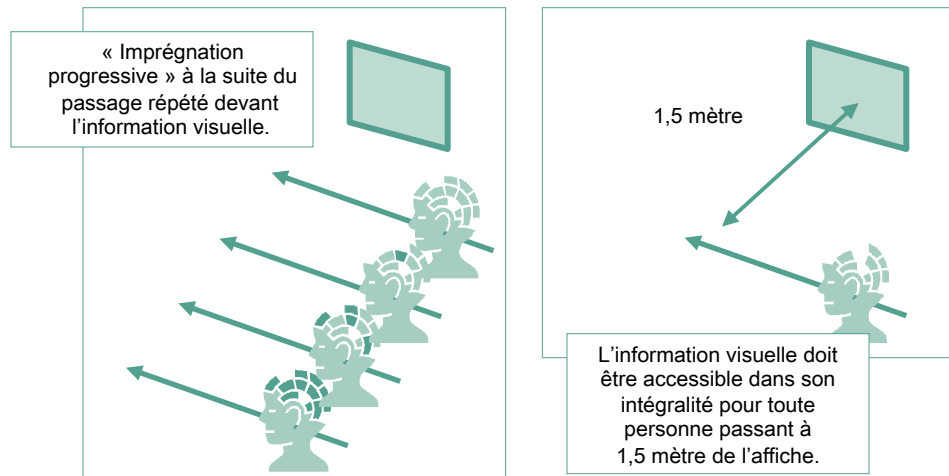 « Imprégnation
progressive » à la suite du
passage répété devant
l’information visuelle.
1,5 mètre
L’information visuelle doit
être accessible dans son
intégralité pour toute
personne passant à
1,5 mètre de l’affiche.